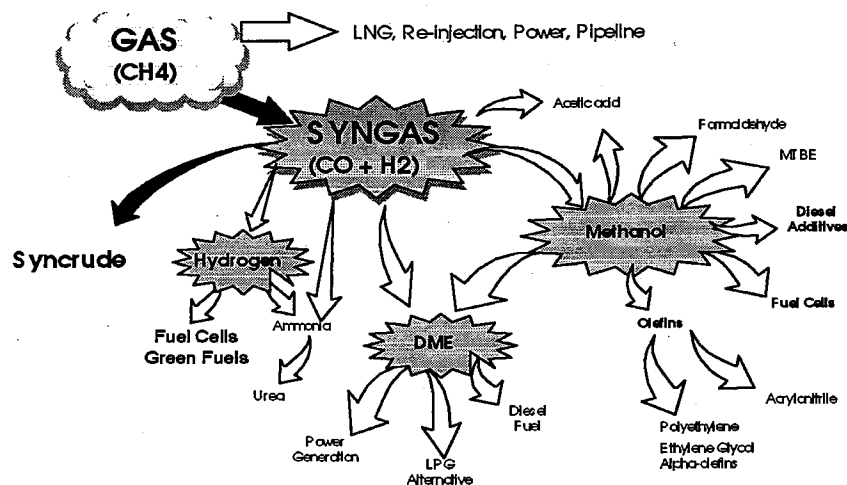 GAS
(CH4)
LNG, Re-injection, Power, Pipeline
SYNGAS
(CO + H2)
Acetic acid
Formaldehyde
MTBE
Methanol
Diesel
Additives
Syncrude
Hydrogen
Fuel Cells
Green Fuels
Ammonia
Urea
DME
Power
Generation
LPG
Alternative
Diesel
Fuel
Olefins
Fuel Cells
Acrylonitrile
Polyethylene
Ethylene Glycol
Alpha-olefins